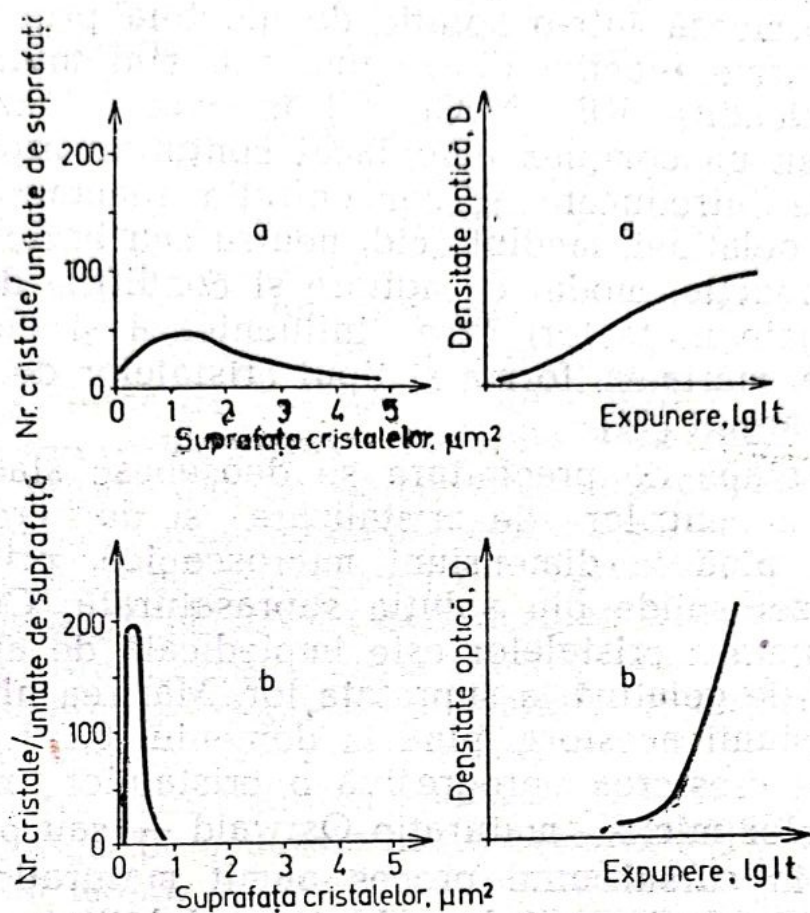 Nr. cristale/unitate de suprafață
200
100
0
a
0 1 2 3 4 5
Suprafața cristalelor, µm²
Densitate optică, D
a
Expunere, lg It
Nr. cristale/unitate de suprafață
200
100
0
b
0 1 2 3 4 5
Suprafața cristalelor, µm²
Densitate optică, D
b
Expunere, lg It